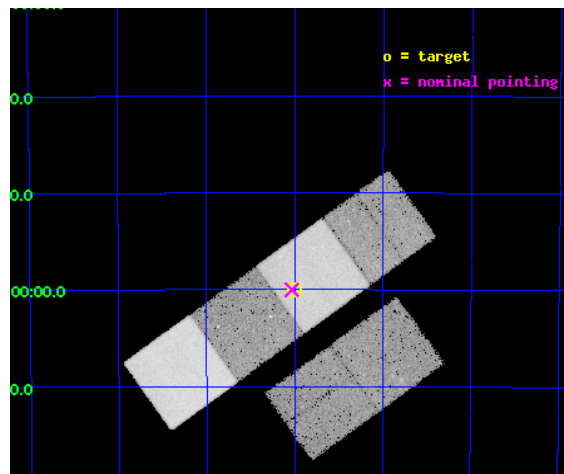 o = target
x = nominal pointing
0.0
0.0
00:00.0
0.0